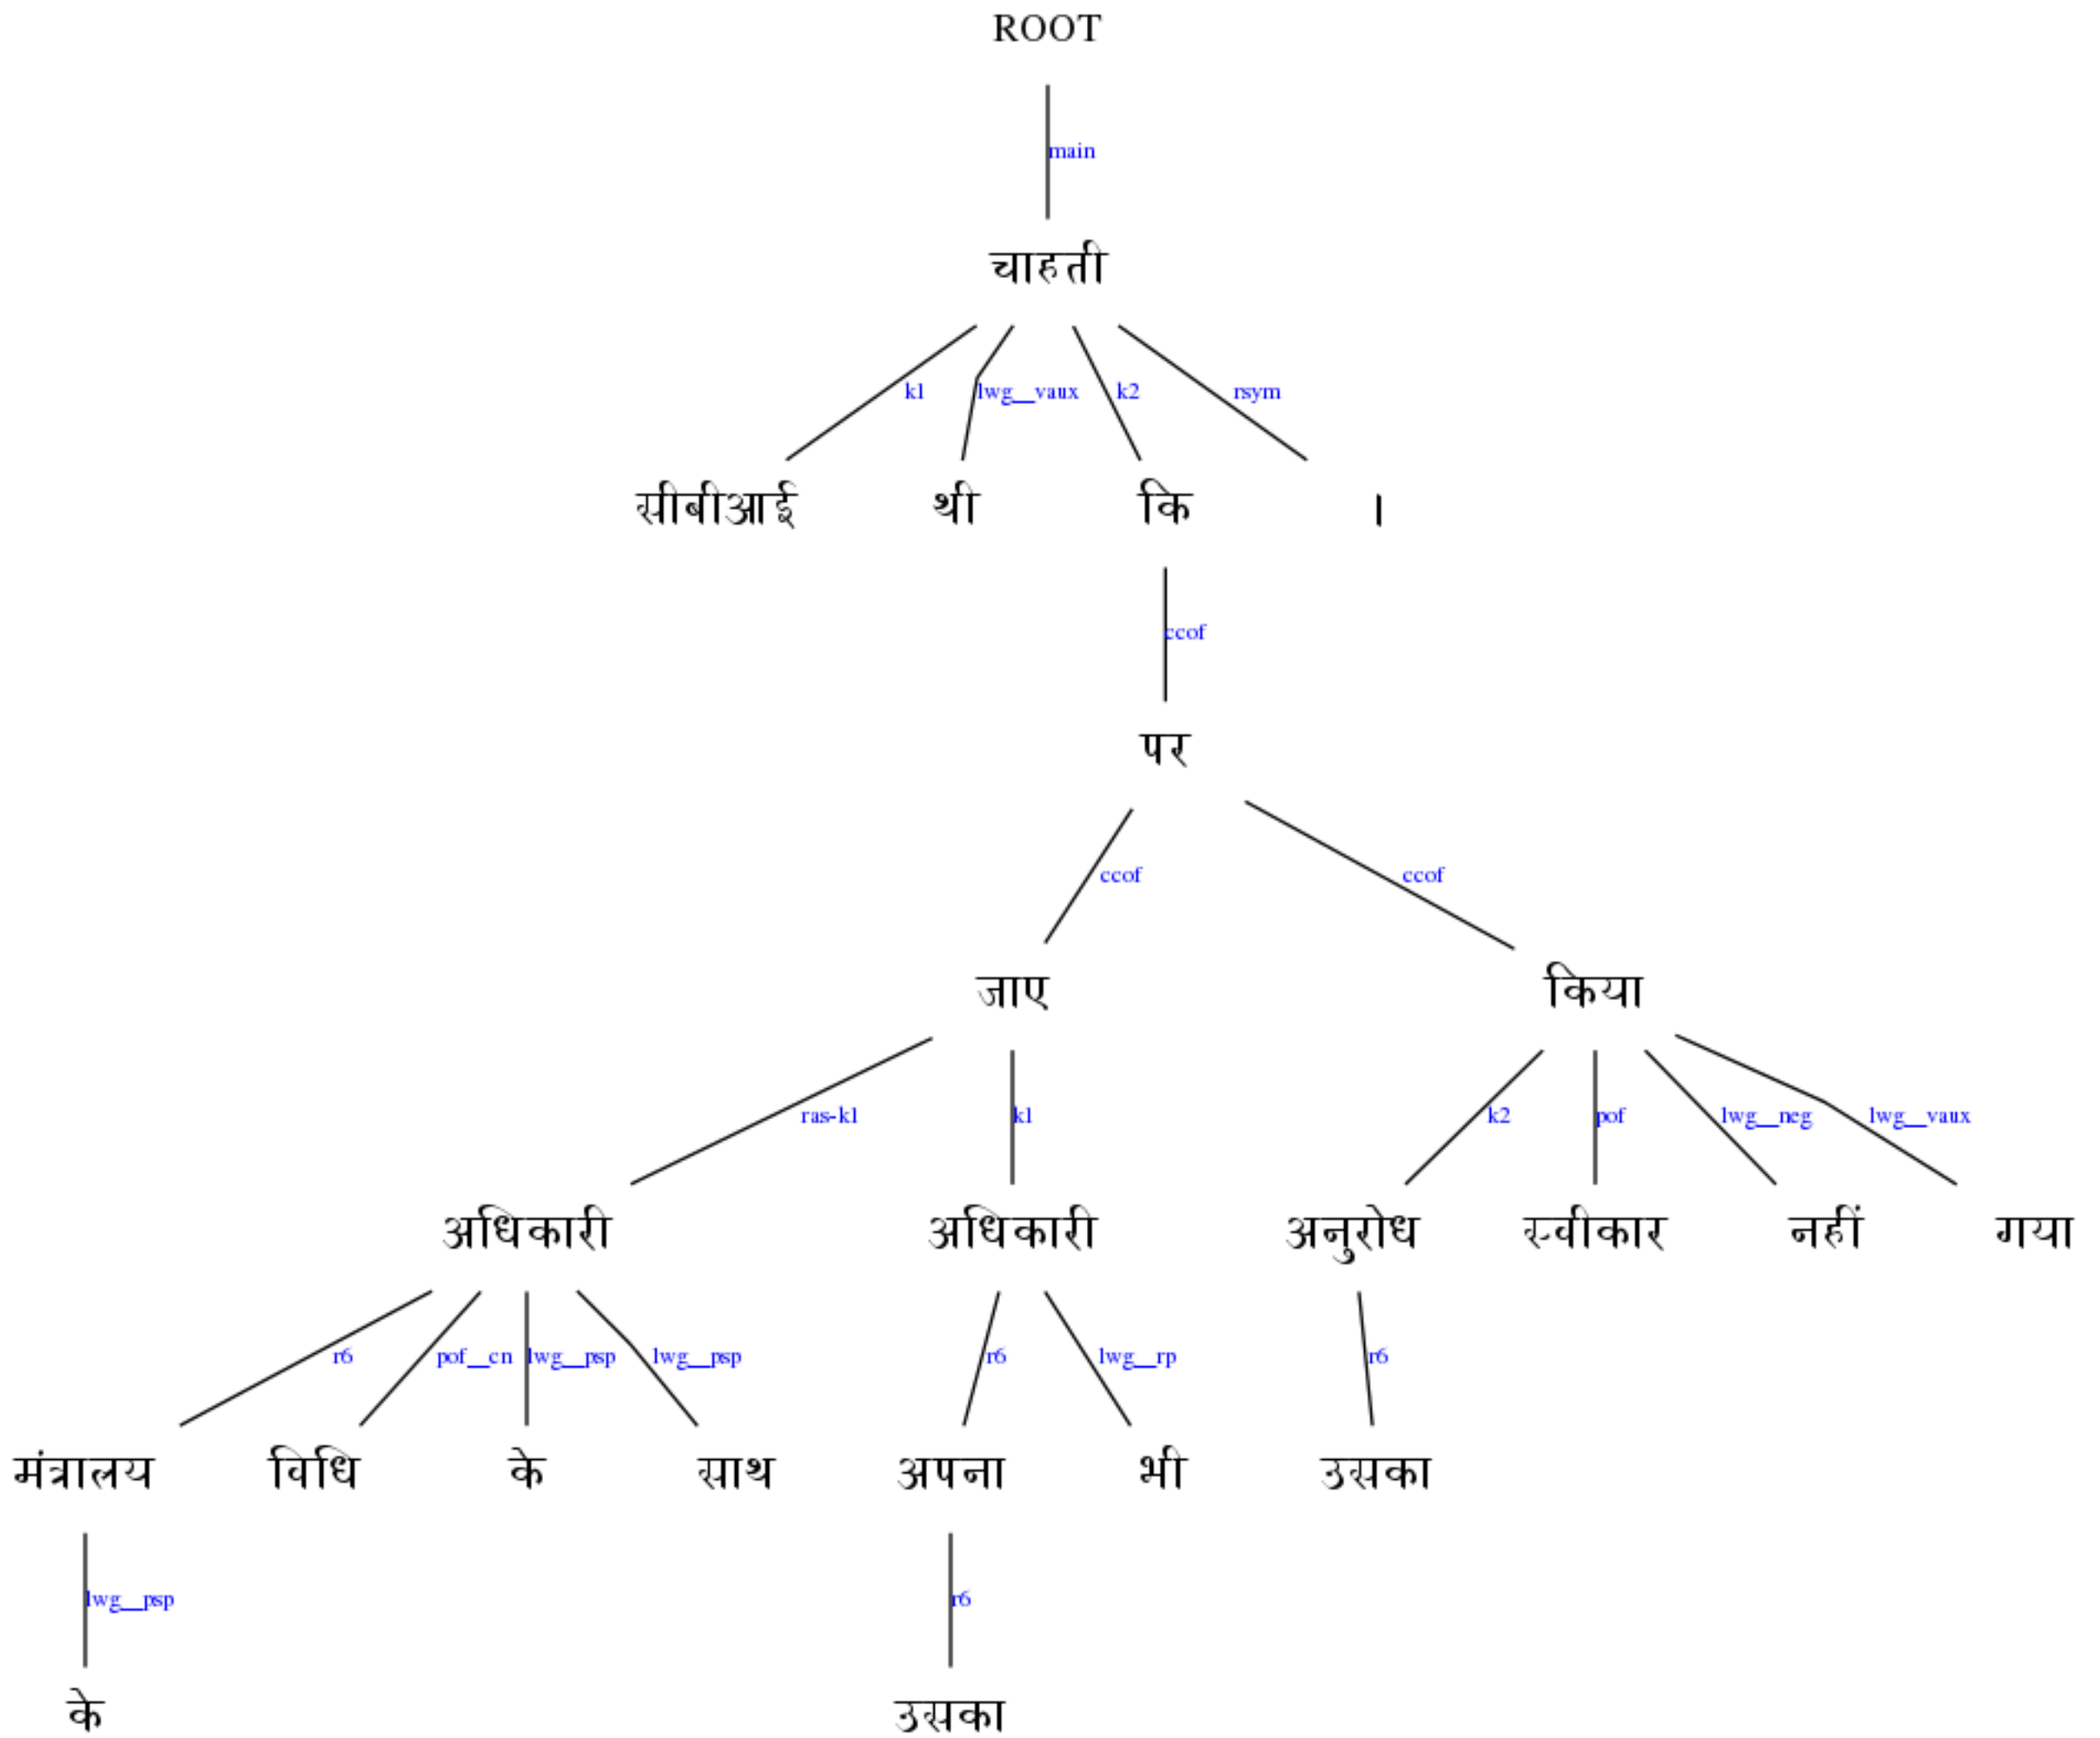 ROOT
main
चाहती
k1 lwg__vaux k2 rsym
सीबीआई थी कि ।
ccof
पर
ccof ccof
जाए किया
ras-k1 k1 k2 pof lwg__neg lwg__vaux
अधिकारी अधिकारी अनुरोध स्वीकार नहीं गया
r6 pof__cn lwg__psp lwg__psp r6 lwg__rp r6
मंत्रालय विधि के साथ अपना भी उसका
lwg__psp r6
के उसका